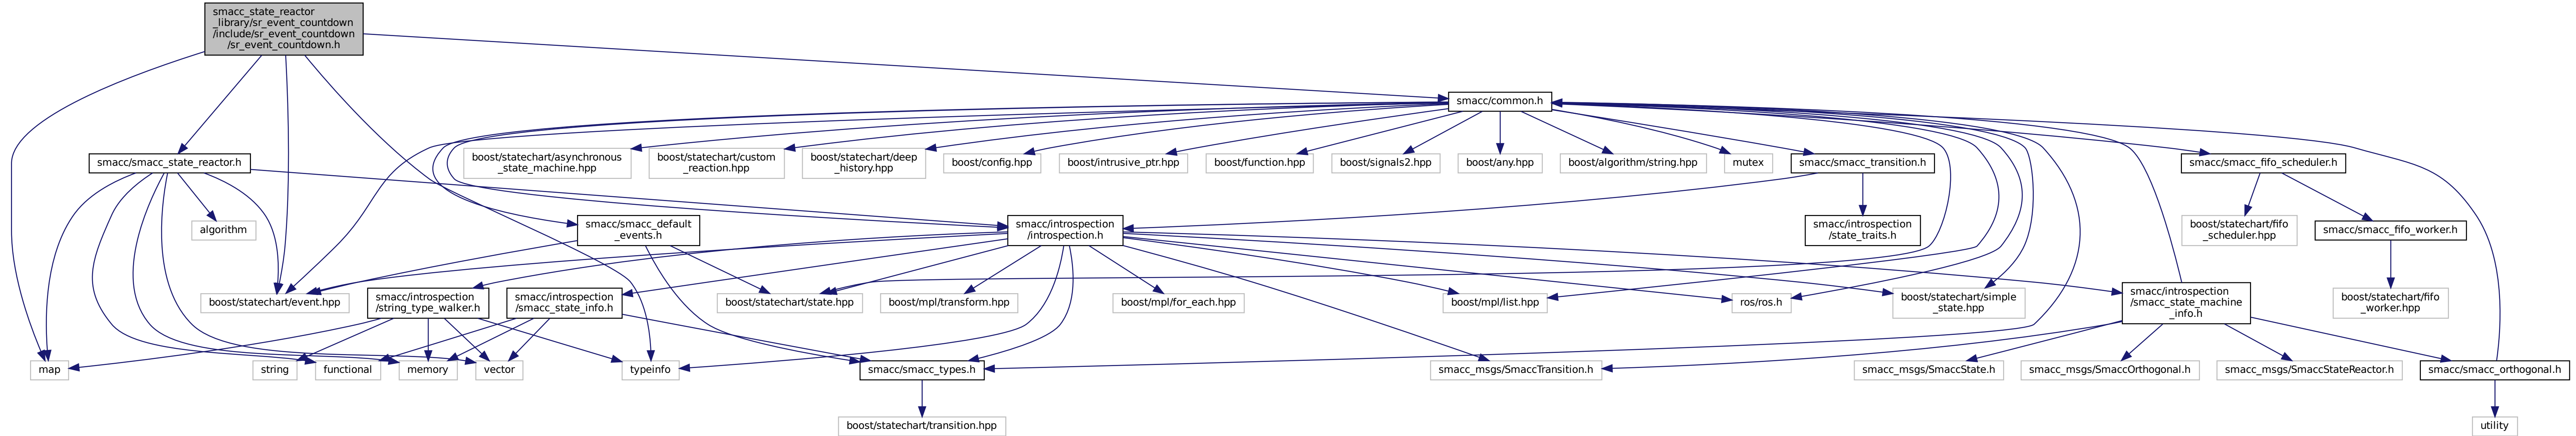 smacc_state_reactor
_library/sr_event_countdown
/include/sr_event_countdown
/sr_event_countdown.h
smacc/common.h
smacc/smacc_state_reactor.h
boost/statechart/asynchronous
_state_machine.hpp
boost/statechart/custom
_reaction.hpp
boost/statechart/deep
_history.hpp
boost/config.hpp
boost/intrusive_ptr.hpp
boost/function.hpp
boost/signals2.hpp
boost/any.hpp
boost/algorithm/string.hpp
mutex
smacc/smacc_transition.h
smacc/smacc_fifo_scheduler.h
algorithm
smacc/smacc_default
_events.h
smacc/introspection
/introspection.h
smacc/introspection
/state_traits.h
boost/statechart/fifo
_scheduler.hpp
smacc/smacc_fifo_worker.h
boost/statechart/event.hpp
smacc/introspection
/string_type_walker.h
smacc/introspection
/smacc_state_info.h
boost/statechart/state.hpp
boost/mpl/transform.hpp
boost/mpl/for_each.hpp
boost/mpl/list.hpp
ros/ros.h
boost/statechart/simple
_state.hpp
smacc/introspection
/smacc_state_machine
_info.h
boost/statechart/fifo
_worker.hpp
map
string
functional
memory
vector
typeinfo
smacc/smacc_types.h
smacc_msgs/SmaccTransition.h
smacc_msgs/SmaccState.h
smacc_msgs/SmaccOrthogonal.h
smacc_msgs/SmaccStateReactor.h
smacc/smacc_orthogonal.h
boost/statechart/transition.hpp
utility